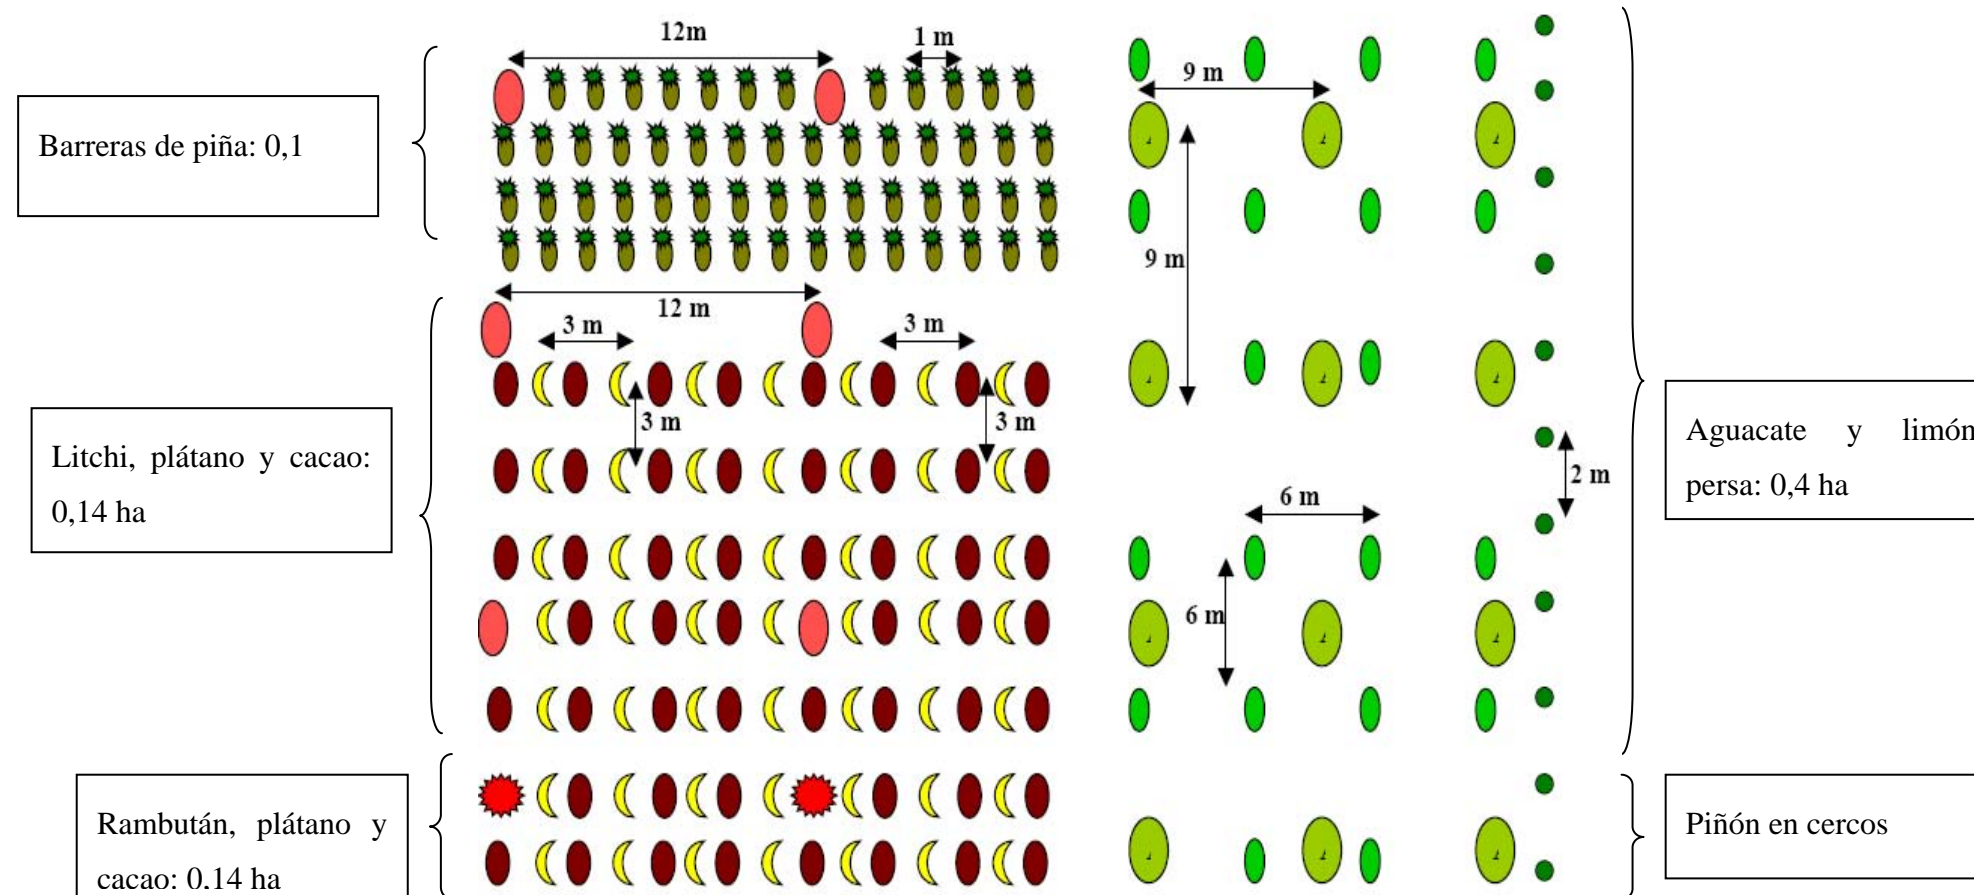 12m
1 m
Barreras de piña: 0,1
12 m
3 m
3 m
3 m
3 m
Litchi, plátano y cacao:
0,14 ha
Rambután, plátano y
cacao: 0,14 ha
9 m
9 m
6 m
6 m
2 m
Aguacate y limón
persa: 0,4 ha
Piñón en cercos